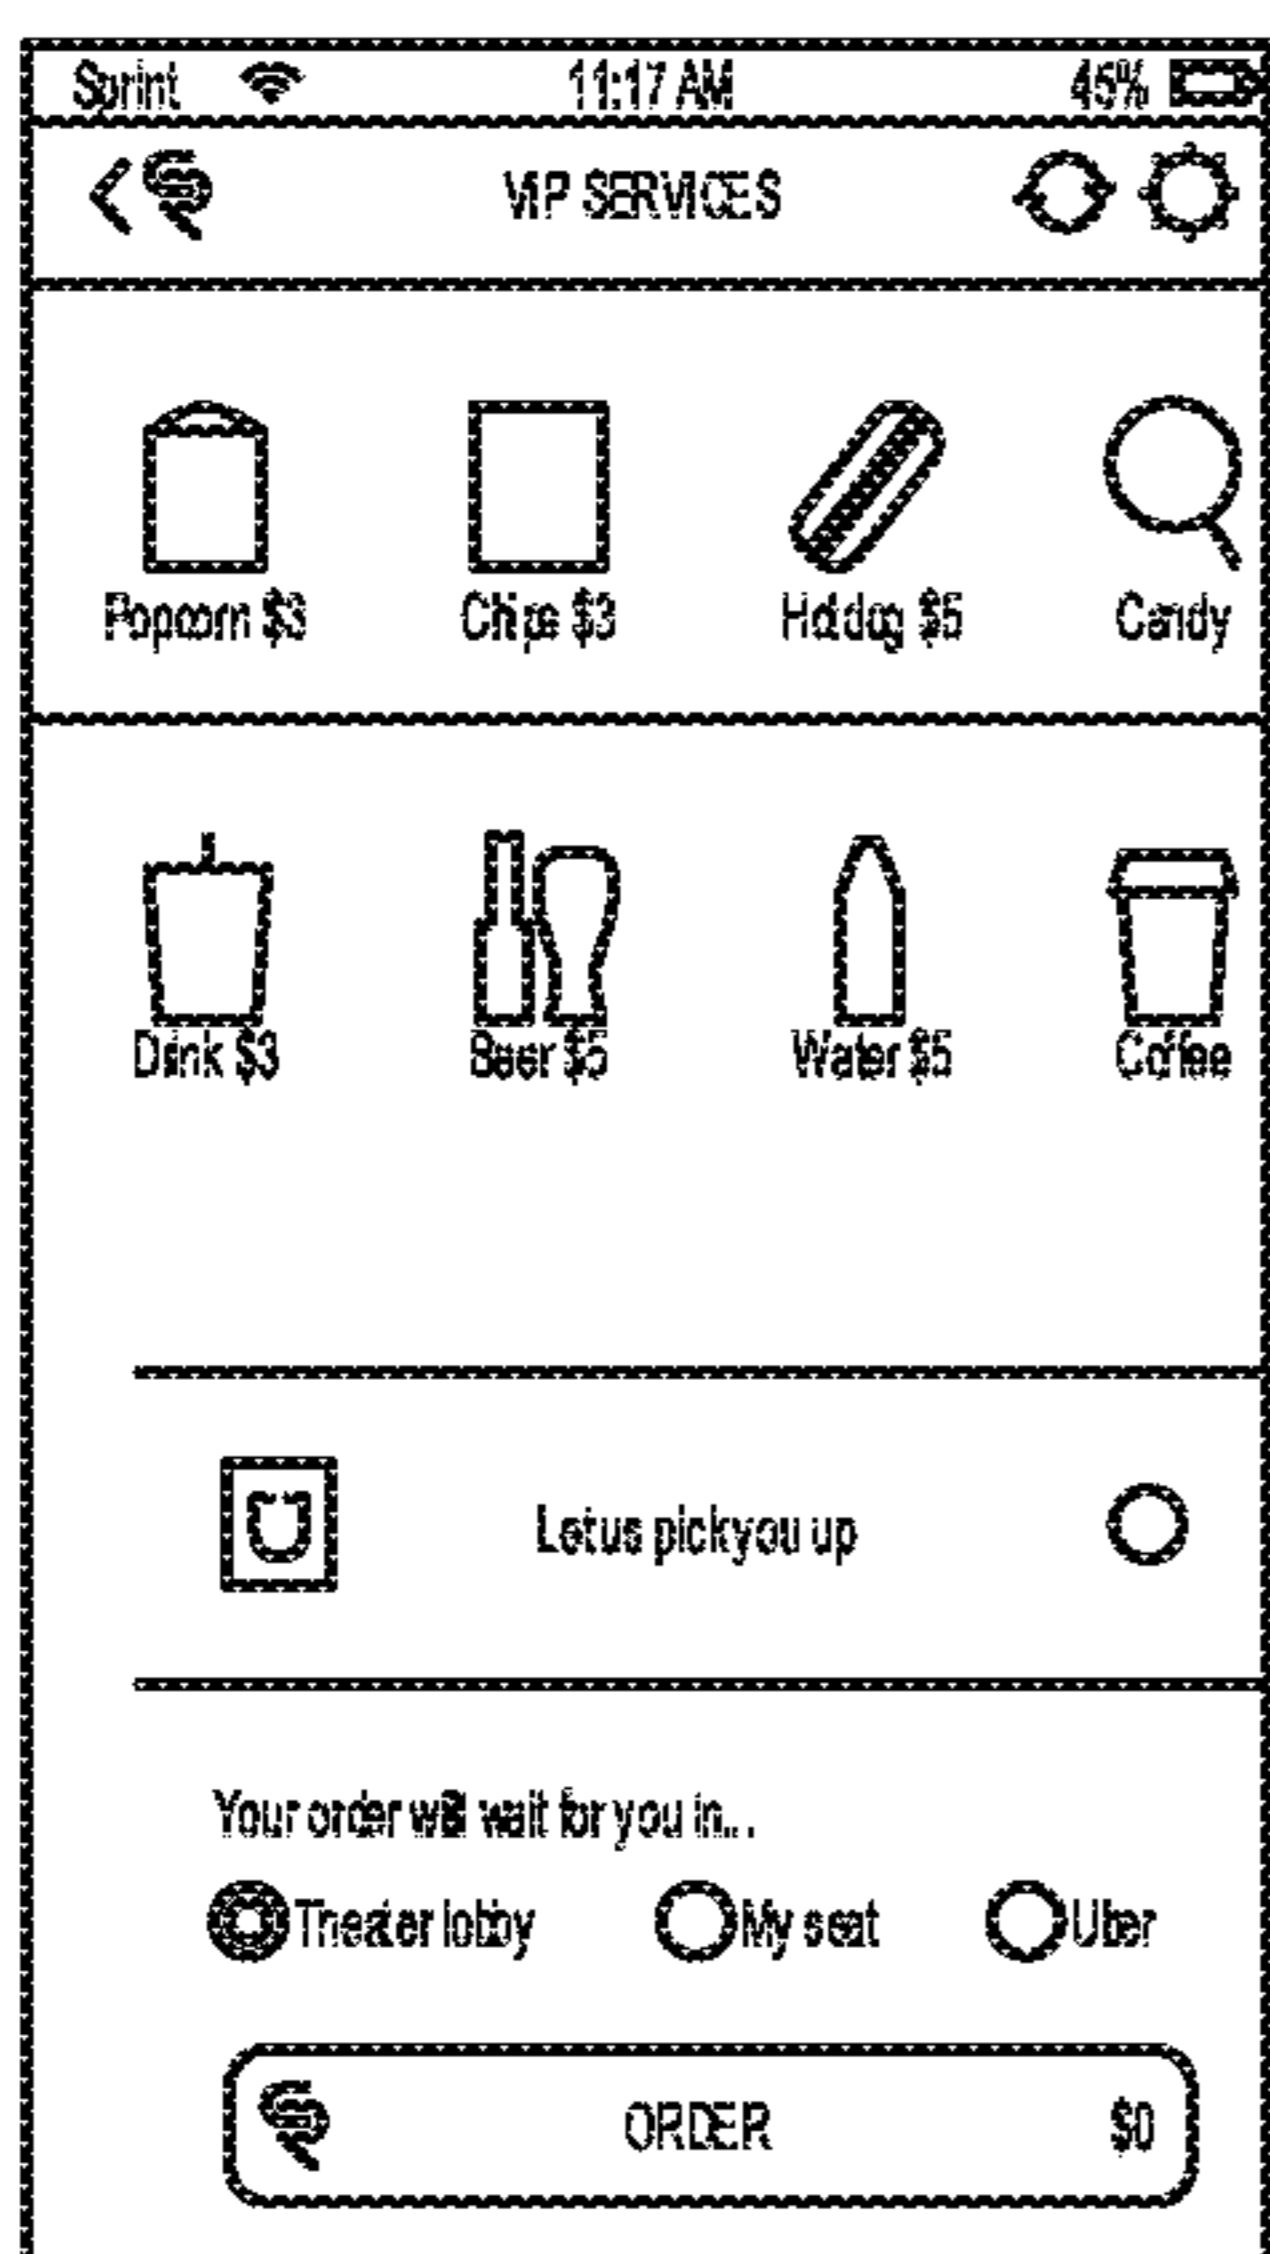 Sprint 11:17 AM 45%
VIP SERVICES
Popcorn $3 Chips $3 Hotdog $5 Candy
Drink $3 Beer $5 Water $5 Coffee
U Let us pick you up
Your order will wait for you in...
Theater lobby My seat Uber
ORDER $0